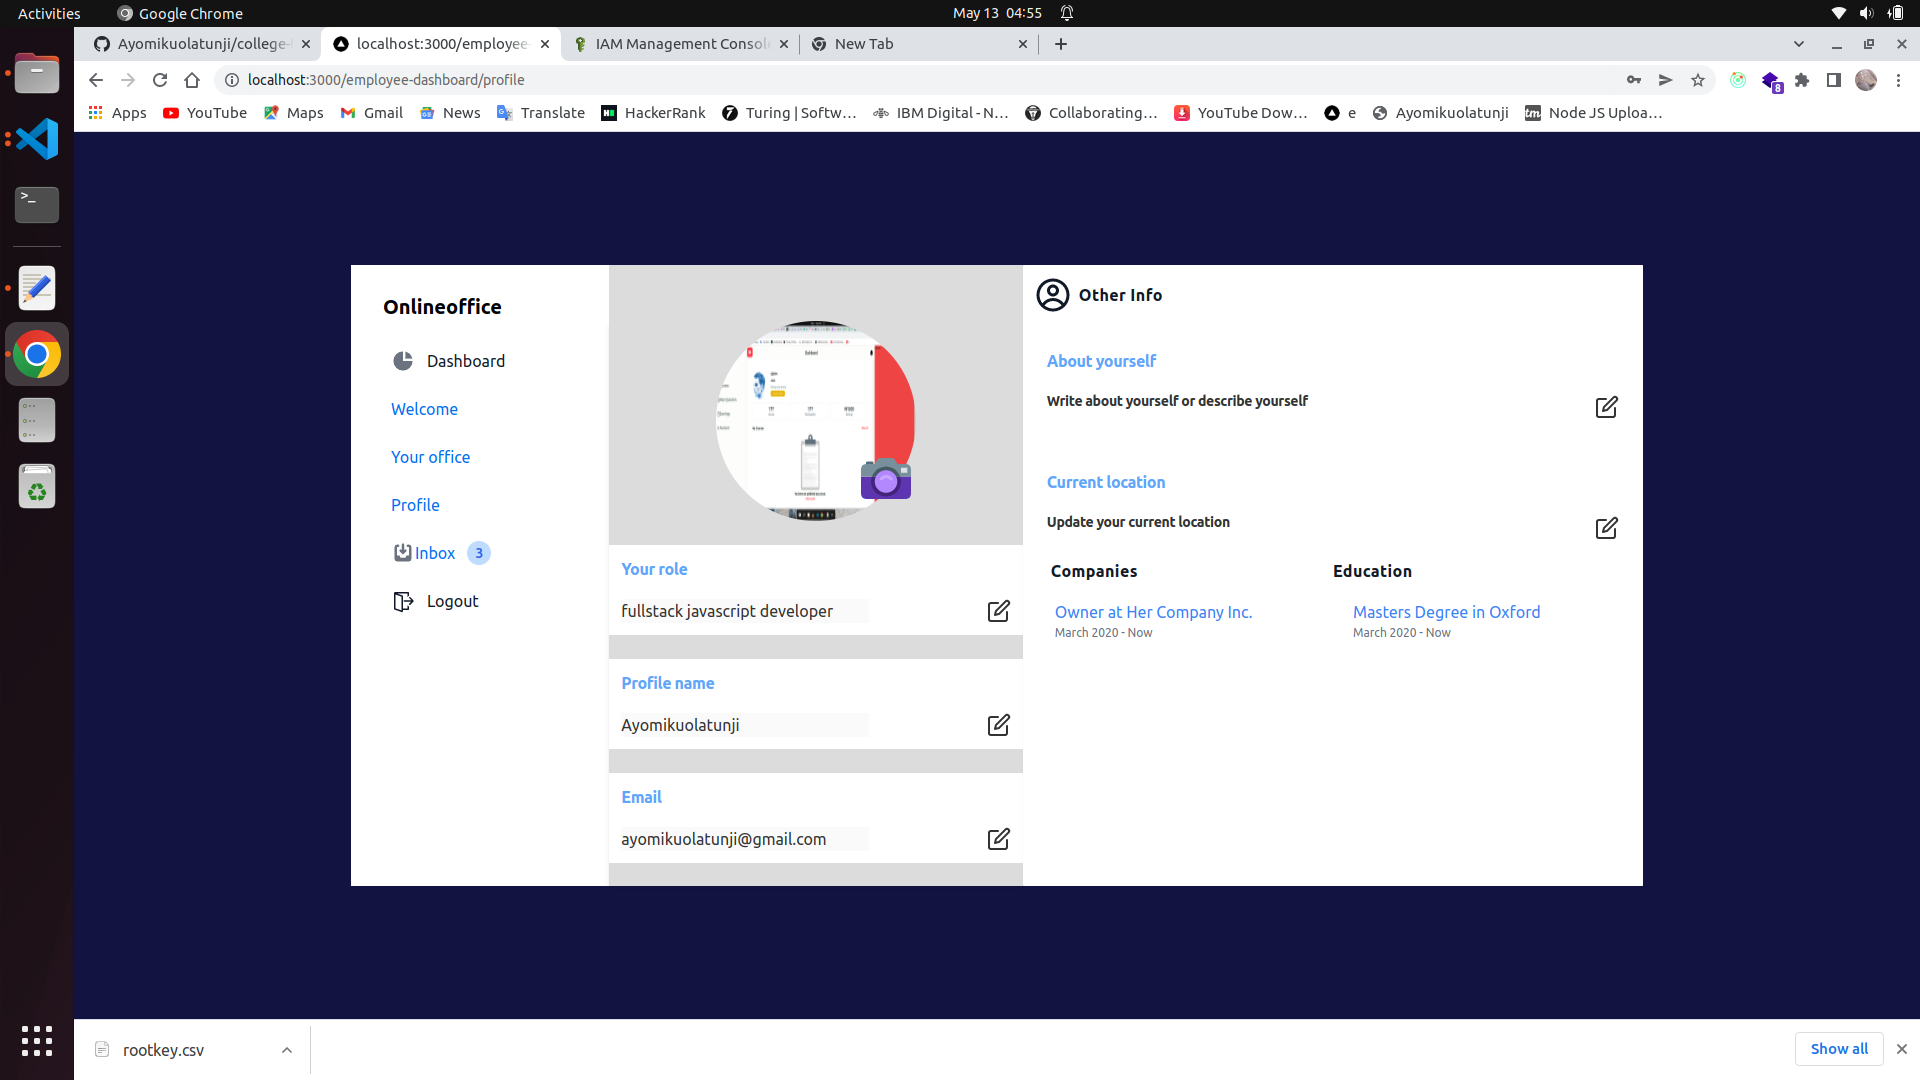 Activities
Google Chrome
May 13 04:55
Ayomikuolatunji/college-
localhost:3000/employee-
IAM Management Console
New Tab
localhost:3000/employee-dashboard/profile
8
Apps
YouTube
Maps
Gmail
News
Translate
HackerRank
Turing | Softw…
IBM Digital - N…
Collaborating…
YouTube Dow…
e
Ayomikuolatunji
tm
Node JS Uploa…
Onlineoffice
Dashboard
Welcome
Your office
Profile
Inbox 3
Logout
Your role
fullstack javascript developer
Profile name
Ayomikuolatunji
Email
ayomikuolatunji@gmail.com
Other Info
About yourself
Write about yourself or describe yourself
Current location
Update your current location
Companies
Education
Owner at Her Company Inc.
March 2020 - Now
Masters Degree in Oxford
March 2020 - Now
rootkey.csv
Show all